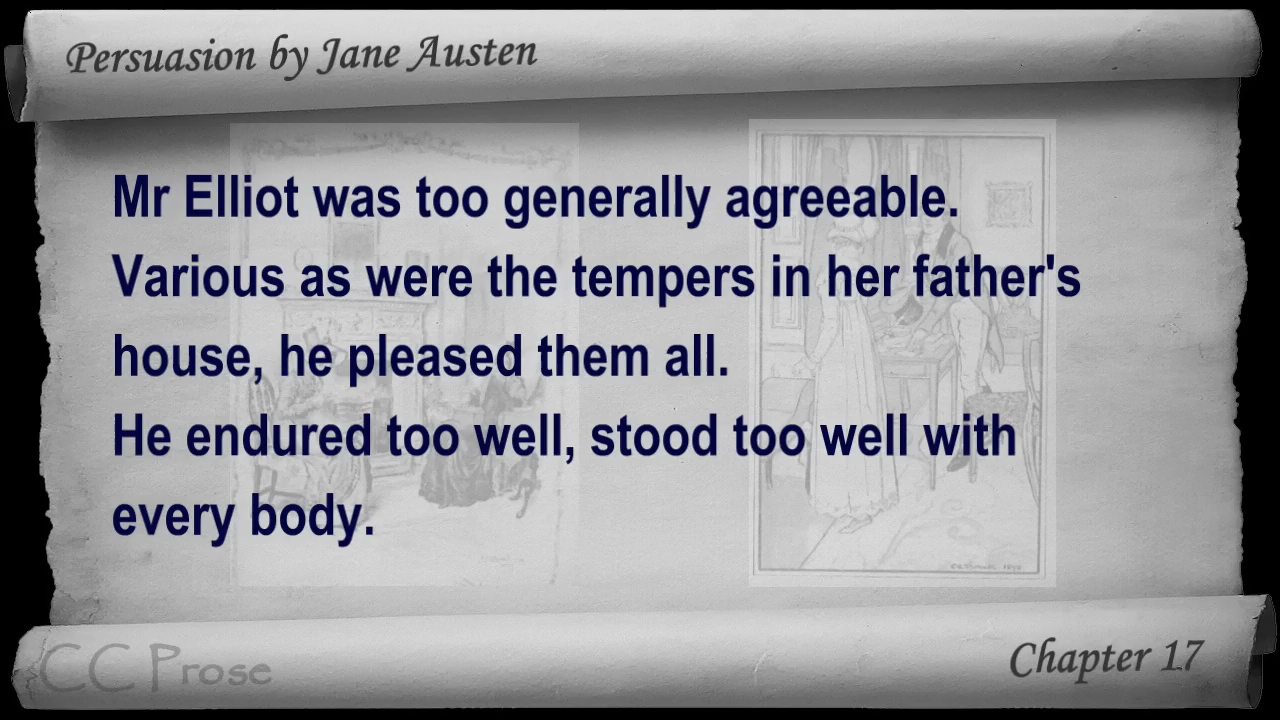 Persuasion by Jane Austen
Mr Elliot was too generally agreeable.
Various as were the tempers in her father's
house, he pleased them all.
He endured too well, stood too well with
every body.
CC Prose
Chapter 17